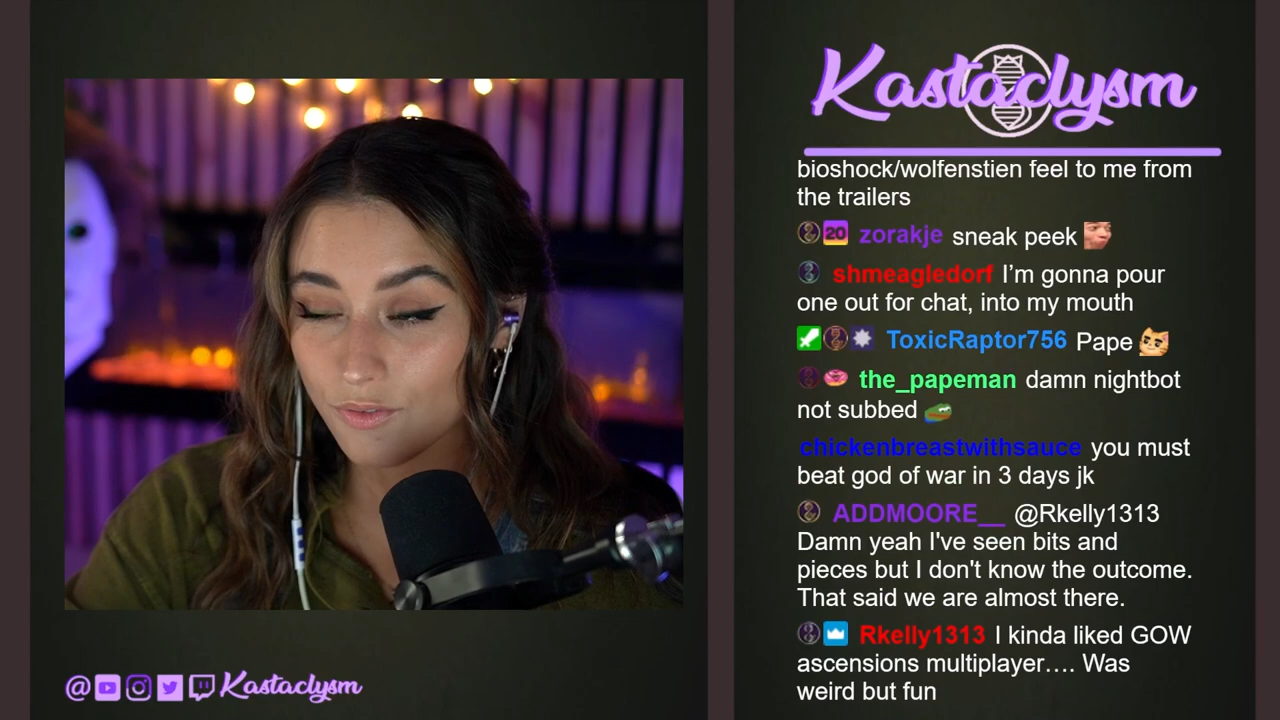 Kastaclysm
bioshock/wolfenstien feel to me from
the trailers
20 zorakje sneak peek
shmeagledorf I’m gonna pour
one out for chat, into my mouth
ToxicRaptor756 Pape
the_papeman damn nightbot
not subbed
chickenbreastwithsauce you must
beat god of war in 3 days jk
ADDMOORE__ @Rkelly1313
Damn yeah I've seen bits and
pieces but I don't know the outcome.
That said we are almost there.
Rkelly1313 I kinda liked GOW
ascensions multiplayer…. Was
weird but fun
@ Kastaclysm